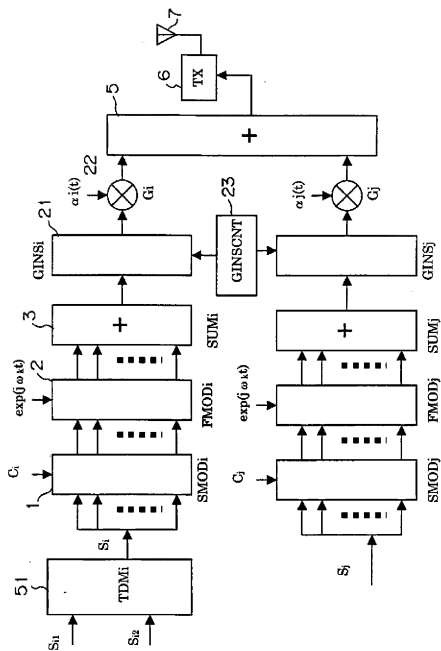 7
6
TX
5
+
22
αi(t)
Gi
αj(t)
Gj
21
GINSi
23
GINSCNT
GINSj
3
+
SUMi
+
SUMj
exp(jωkt)
2
FMODi
exp(jωkt)
FMODj
Ci
1
SMODi
Cj
SMODj
Si
Sj
51
TDMi
Si1
Si2